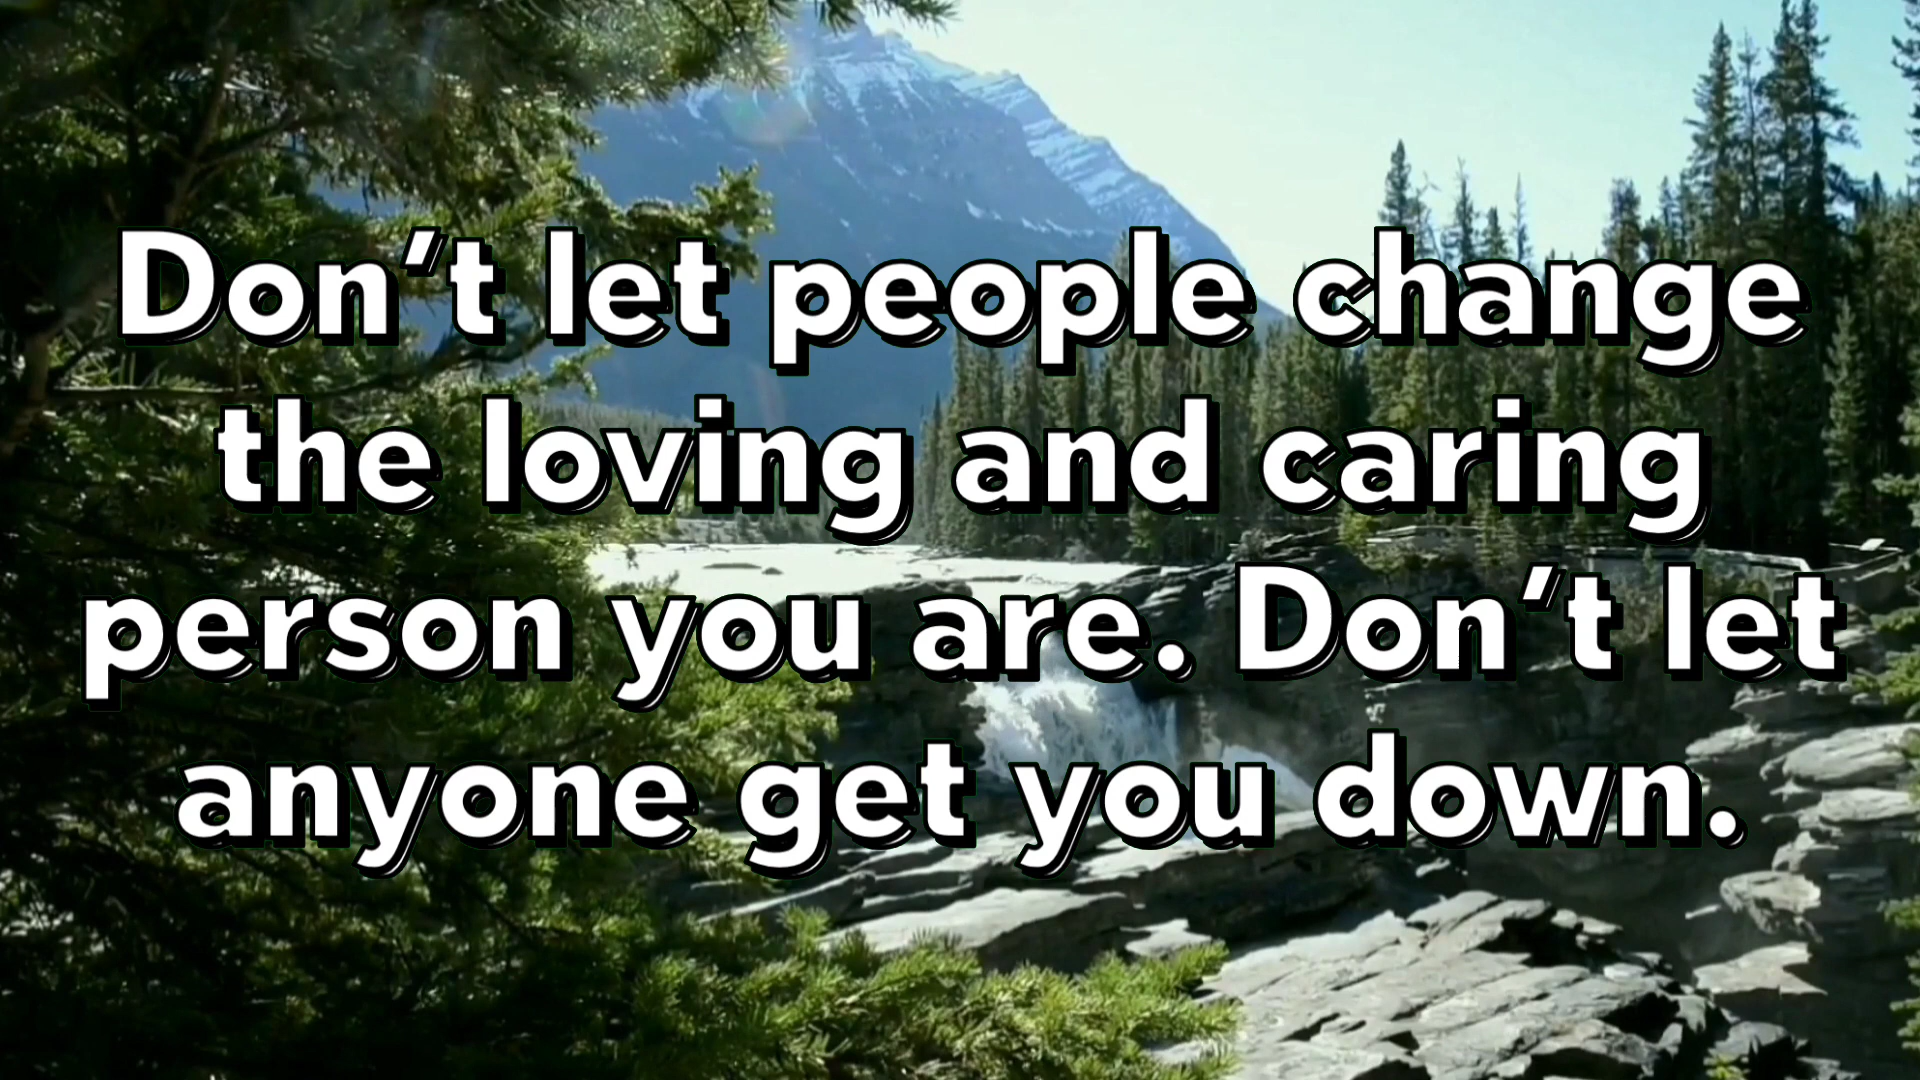 Don’t let people change
the loving and caring
person you are. Don’t let
anyone get you down.